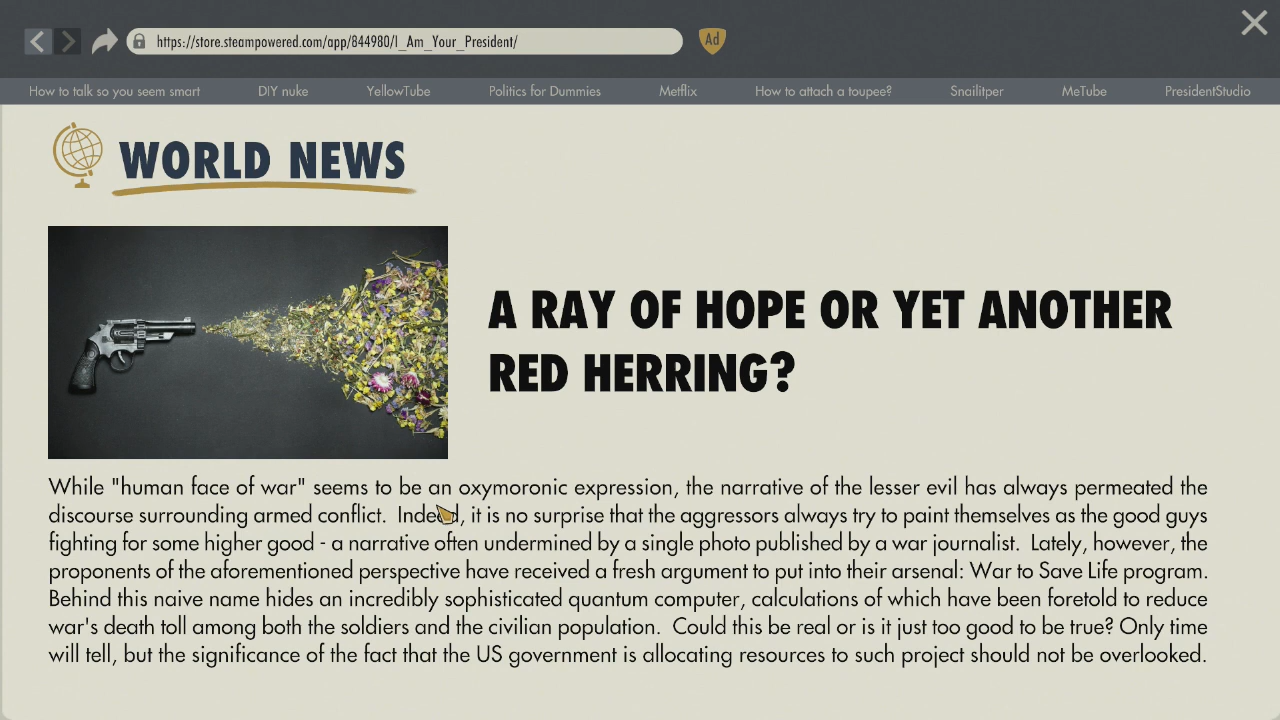 https://store.steampowered.com/app/844980/I_Am_Your_President/
Ad
How to talk so you seem smart DIY nuke YellowTube Politics for Dummies Metflix How to attach a toupee? Snailitper MeTube PresidentStudio
WORLD NEWS
A RAY OF HOPE OR YET ANOTHER
RED HERRING?
While "human face of war" seems to be an oxymoronic expression, the narrative of the lesser evil has always permeated the
discourse surrounding armed conflict. Indeed, it is no surprise that the aggressors always try to paint themselves as the good guys
fighting for some higher good - a narrative often undermined by a single photo published by a war journalist. Lately, however, the
proponents of the aforementioned perspective have received a fresh argument to put into their arsenal: War to Save Life program.
Behind this naive name hides an incredibly sophisticated quantum computer, calculations of which have been foretold to reduce
war's death toll among both the soldiers and the civilian population. Could this be real or is it just too good to be true? Only time
will tell, but the significance of the fact that the US government is allocating resources to such project should not be overlooked.